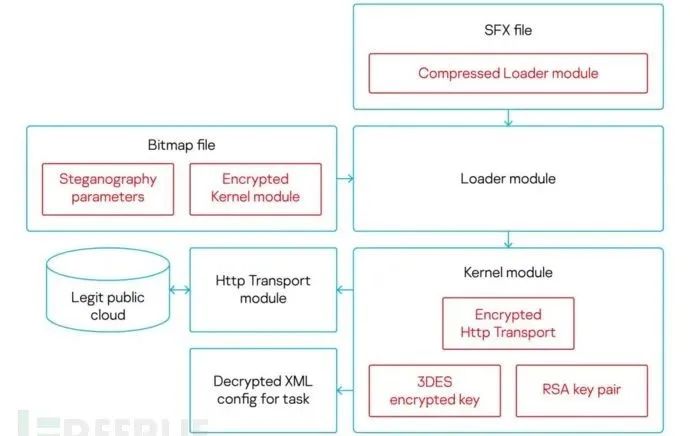 SFX file
Compressed Loader module
Bitmap file
Steganography
parameters
Encrypted
Kernel module
Loader module
Kernel module
Encrypted
Http Transport
3DES
encrypted key
RSA key pair
Http Transport
module
Legit public
cloud
Decrypted XML
config for task